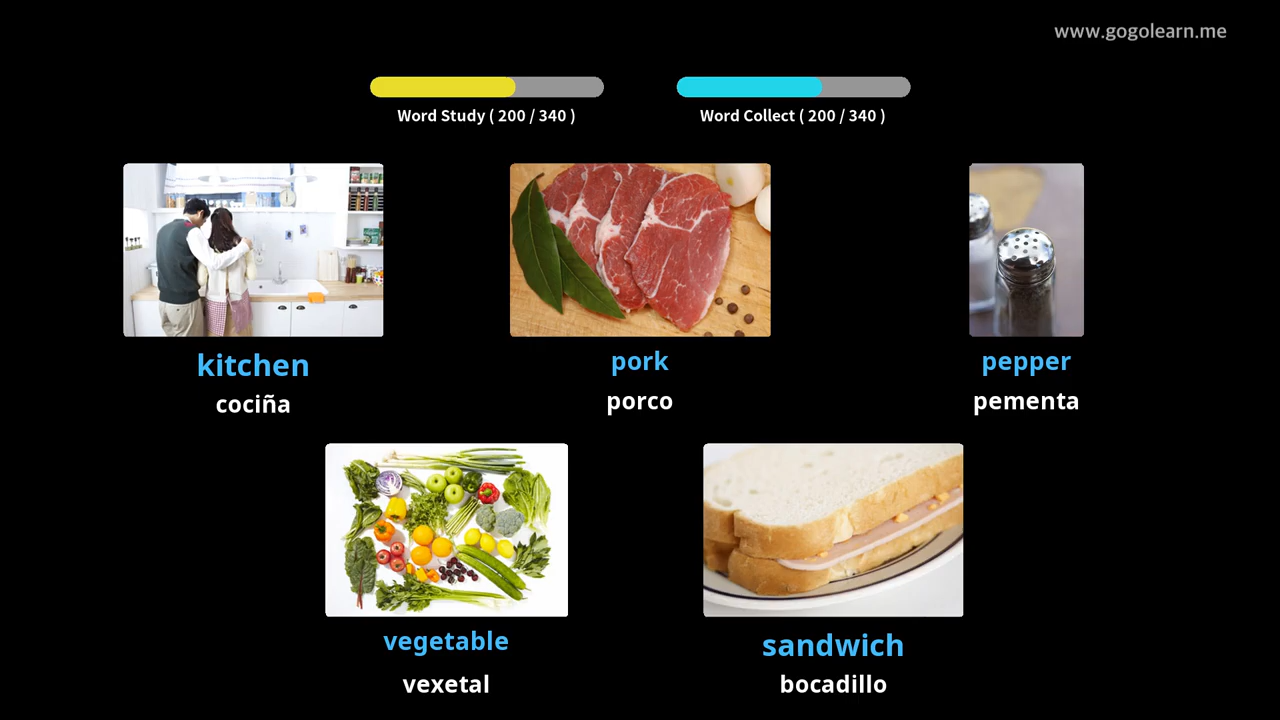 www.gogolearn.me
Word Study ( 200 / 340 )
Word Collect ( 200 / 340 )
kitchen
cociña
pork
porco
pepper
pementa
vegetable
vexetal
sandwich
bocadillo